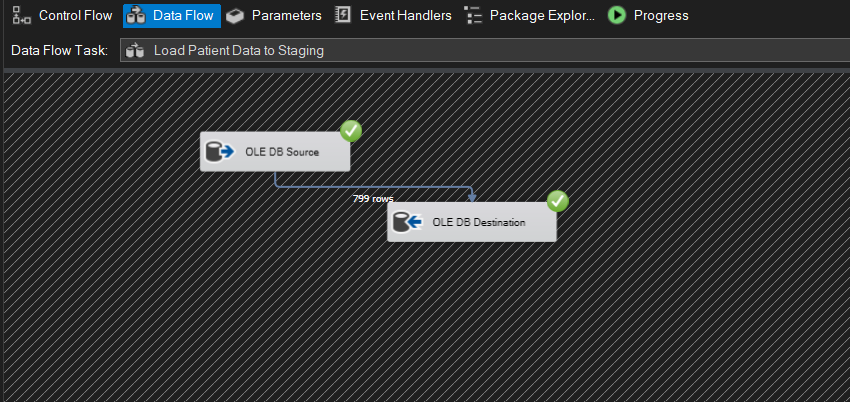 Control Flow Data Flow Parameters Event Handlers Package Explor... Progress
Data Flow Task: Load Patient Data to Staging
OLE DB Source
799 rows
OLE DB Destination